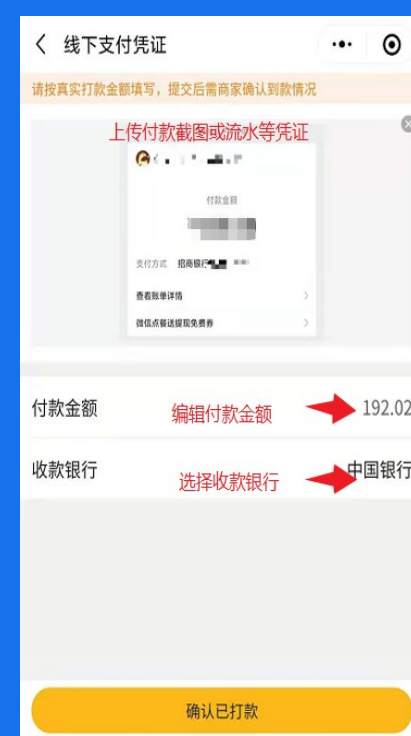 线下支付凭证
请按真实打款金额填写，提交后需商家确认到款情况
上传付款截图或流水等凭证
付款金额
支付方式 招商银行
查看账单详情
微信点餐送提现免费券
付款金额 编辑付款金额 192.02
收款银行 选择收款银行 中国银行
确认已打款